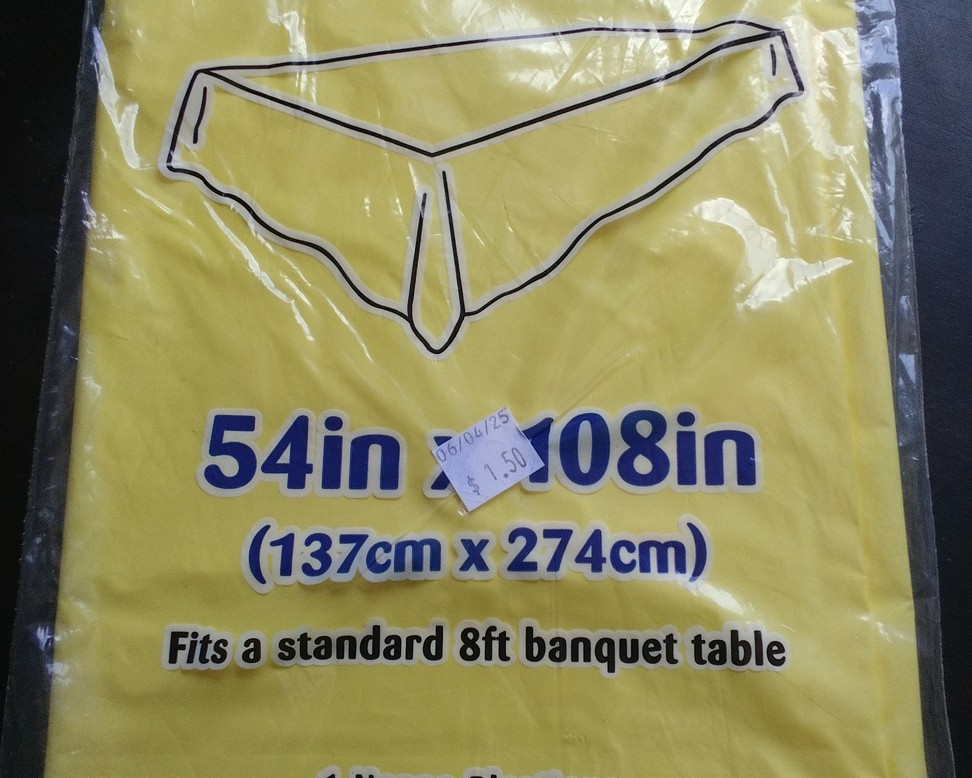 54in x 108in
06/04/25
$ 1.50
(137cm x 274cm)
Fits a standard 8ft banquet table